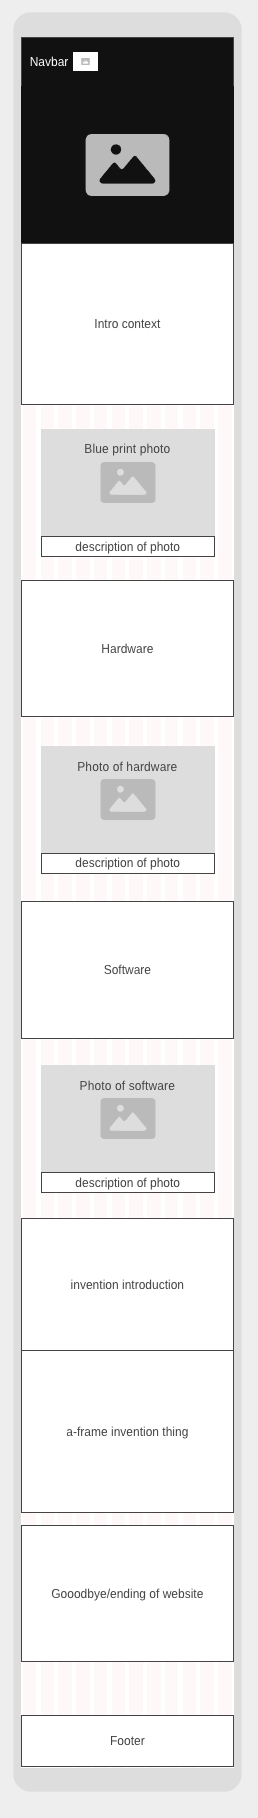 Navbar
Intro context
Blue print photo
description of photo
Hardware
Photo of hardware
description of photo
Software
Photo of software
description of photo
invention introduction
a-frame invention thing
Gooodbye/ending of website
Footer